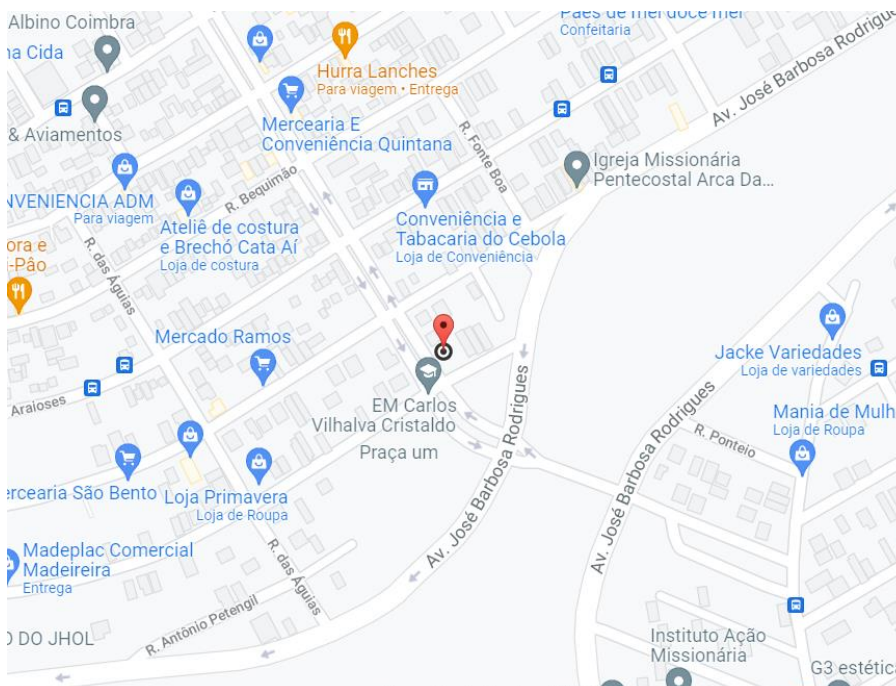 Albino Coimbra
na Cida
& Aviamentos
Hurra Lanches
Para viagem • Entrega
Pães de mel doce mel
Confeitaria
Av. José Barbosa Rodrigues
Mercearia E
Conveniência Quintana
R. Fonte Boa
Igreja Missionária
Pentecostal Arca Da...
NVENIENCIA ADM
Para viagem
R. Bequimão
Ateliê de costura
e Brechó Cata Aí
Loja de costura
Conveniência e
Tabacaria do Cebola
Loja de Conveniência
ora e
i-Pâo
R. das Águias
Mercado Ramos
Araioses
EM Carlos
Vilhalva Cristaldo
Praça um
Av. José Barbosa Rodrigues
Jacke Variedades
Loja de variedades
Mania de Mulh
Loja de Roupa
R. Ponteio
Av. José Barbosa Rodrigues
ercearia São Bento
Loja Primavera
Loja de Roupa
Madeplac Comercial
Madeireira
Entrega
R. das Águias
R. Antônio Petengil
O DO JHOL
Instituto Ação
Missionária
G3 estétic